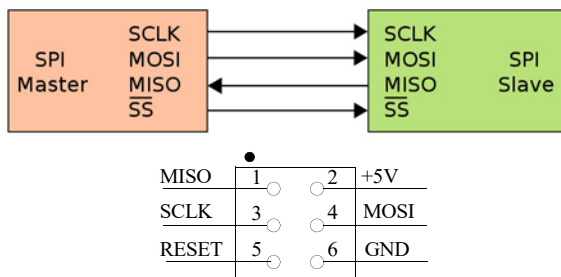 SCLK SCLK
SPI MOSI MOSI SPI
Master MISO MISO Slave
SS SS
MISO 1 2 +5V
SCLK 3 4 MOSI
RESET 5 6 GND